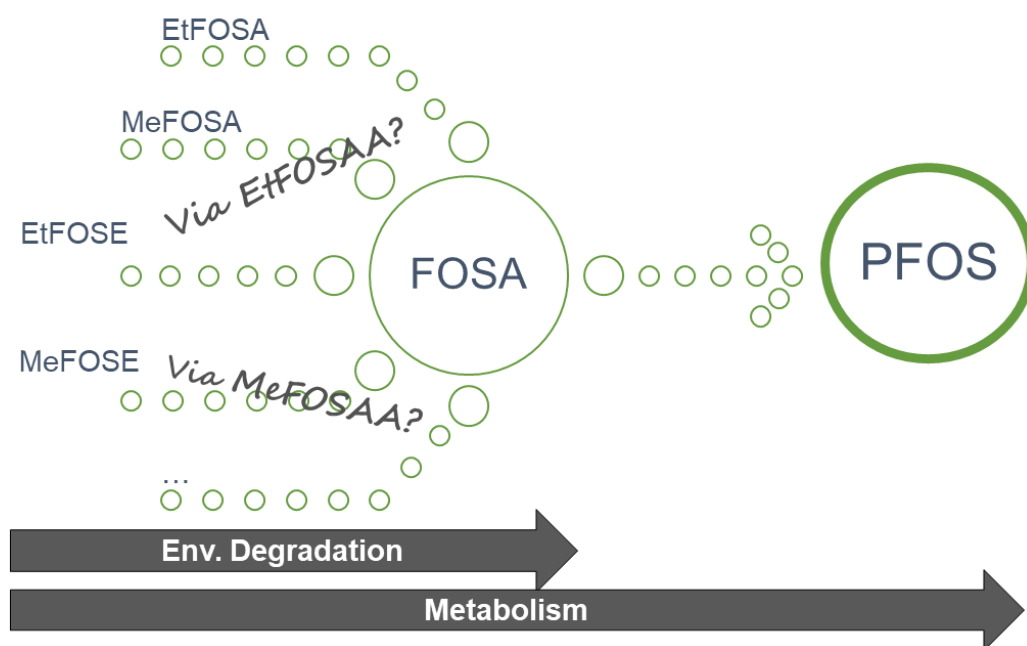 EtFOSA
MeFOSA
Via EtFOSAA?
EtFOSE
FOSA
PFOS
MeFOSE
Via MeFOSAA?
...
Env. Degradation
Metabolism